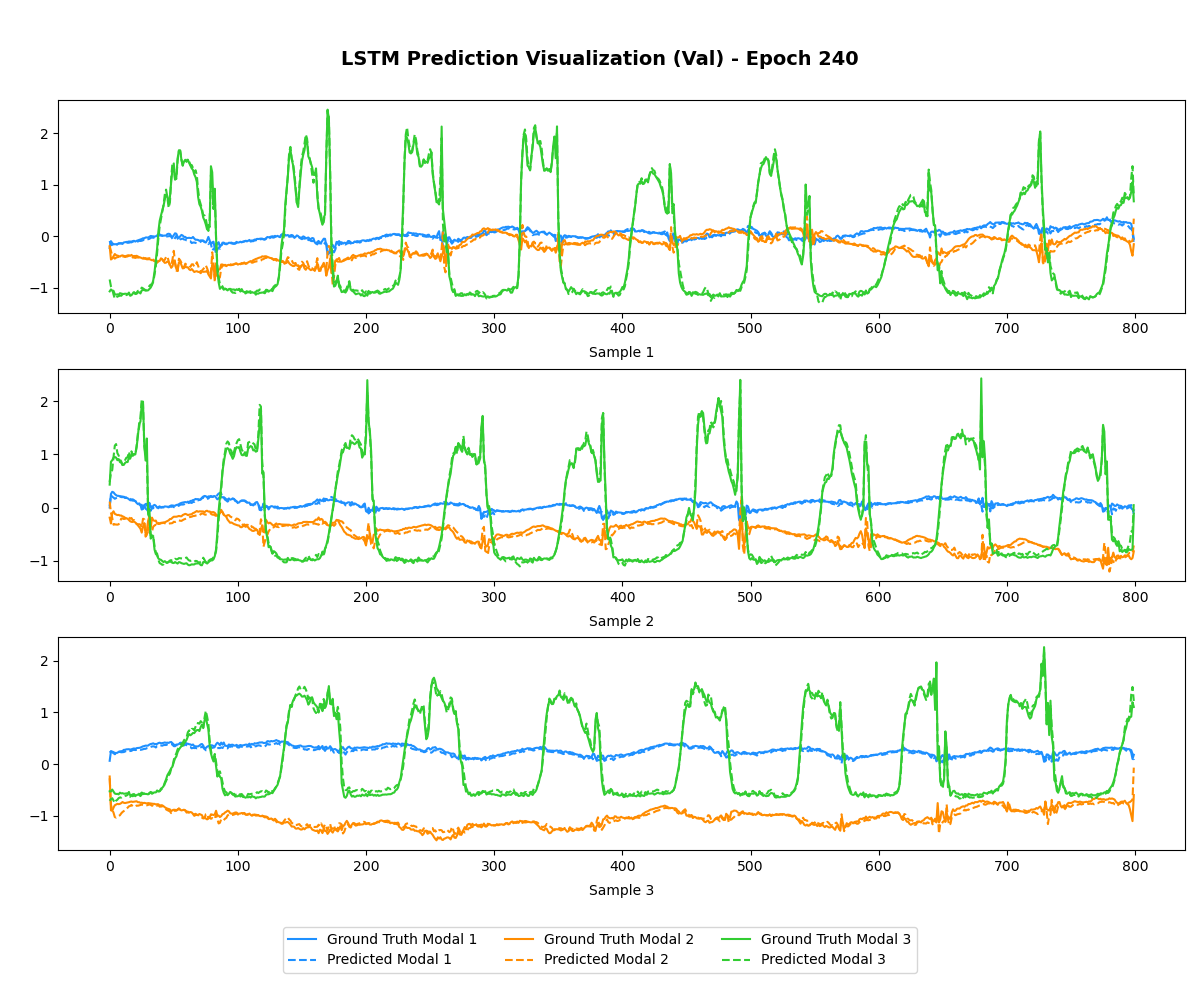 LSTM Prediction Visualization (Val) - Epoch 240
2
1
0
−1
0 100 200 300 400 500 600 700 800
Sample 1
2
1
0
−1
0 100 200 300 400 500 600 700 800
Sample 2
2
1
0
−1
0 100 200 300 400 500 600 700 800
Sample 3
Ground Truth Modal 1 Ground Truth Modal 2 Ground Truth Modal 3
Predicted Modal 1 Predicted Modal 2 Predicted Modal 3